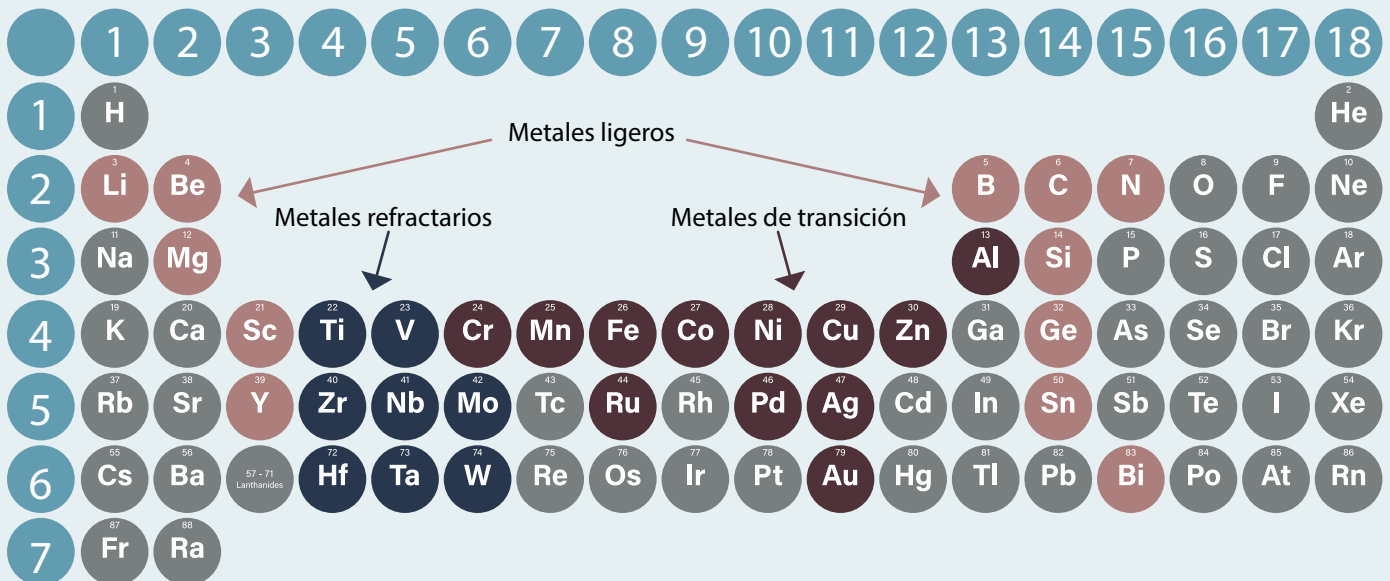 1 2 3 4 5 6 7 8 9 10 11 12 13 14 15 16 17 18
1 1 H 2 He
Metales ligeros
2 3 Li 4 Be 5 B 6 C 7 N 8 O 9 F 10 Ne
Metales refractarios Metales de transición
3 11 Na 12 Mg 13 Al 14 Si 15 P 16 S 17 Cl 18 Ar
4 19 K 20 Ca 21 Sc 22 Ti 23 V 24 Cr 25 Mn 26 Fe 27 Co 28 Ni 29 Cu 30 Zn 31 Ga 32 Ge 33 As 34 Se 35 Br 36 Kr
5 37 Rb 38 Sr 39 Y 40 Zr 41 Nb 42 Mo 43 Tc 44 Ru 45 Rh 46 Pd 47 Ag 48 Cd 49 In 50 Sn 51 Sb 52 Te 53 I 54 Xe
6 55 Cs 56 Ba 57 - 71 Lanthanides 72 Hf 73 Ta 74 W 75 Re 76 Os 77 Ir 78 Pt 79 Au 80 Hg 81 Tl 82 Pb 83 Bi 84 Po 85 At 86 Rn
7 87 Fr 88 Ra